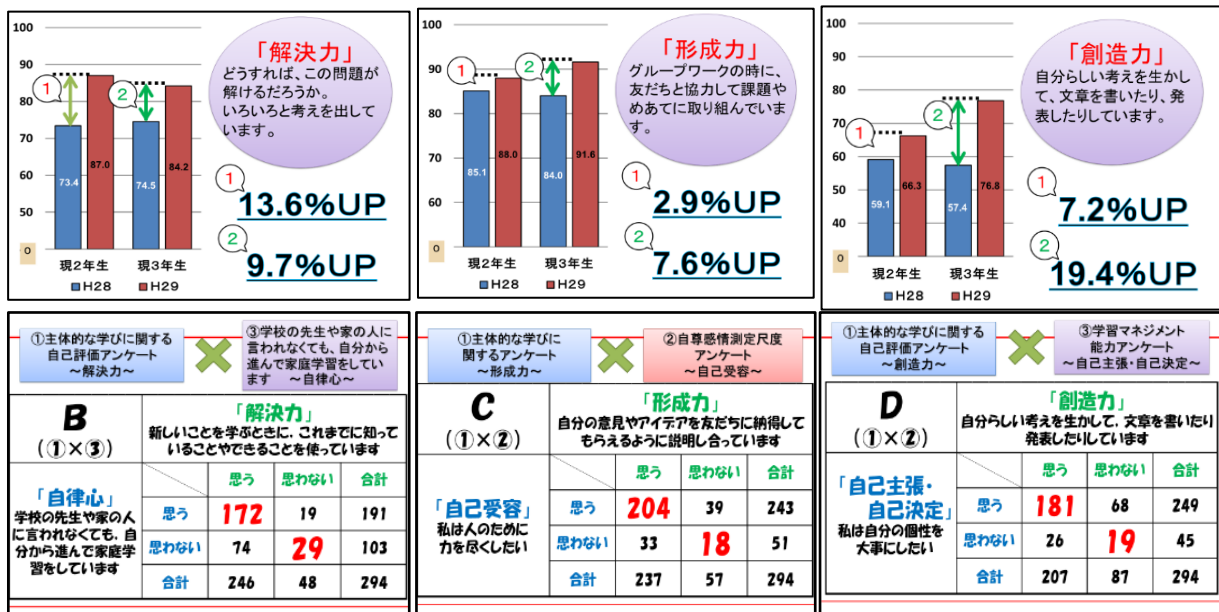 100
90
80
70
60
50
0
1
2
73.4
87.0
74.5
84.2
現2年生
現3年生
■H28 ■H29
「解決力」
どうすれば、この問題が
解けるだろうか。
いろいろと考えを出して
います。
1
13.6%UP
2
9.7%UP
100
90
80
70
60
0
1
2
85.1
88.0
84.0
91.6
現2年生
現3年生
■H28 ■H29
「形成力」
グループワークの時に、
友だちと協力して課題や
めあてに取り組んでいま
す。
1
2.9%UP
2
7.6%UP
100
90
80
70
60
50
40
0
1
2
59.1
66.3
57.4
76.8
現2年生
現3年生
■H28 ■H29
「創造力」
自分らしい考えを生かし
て、文章を書いたり、発
表したりしています。
1
7.2%UP
2
19.4%UP
①主体的な学びに関する
自己評価アンケート
~解決力~
③学校の先生や家の人に
言われなくても、自分から
進んで家庭学習をしてい
ます ~自律心~
B
(①×③)
「解決力」
新しいことを学ぶときに、これまでに知って
いることやできることを使っています
思う 思わない 合計
「自律心」
学校の先生や家の人
に言われなくても、自
分から進んで家庭学
習をしています
思う 172 19 191
思わない 74 29 103
合計 246 48 294
①主体的な学びに
関するアンケート
~形成力~
②自尊感情測定尺度
アンケート
~自己受容~
C
(①×②)
「形成力」
自分の意見やアイデアを友だちに納得して
もらえるように説明し合っています
思う 思わない 合計
「自己受容」
私は人のために
力を尽くしたい
思う 204 39 243
思わない 33 18 51
合計 237 57 294
①主体的な学びに関する
自己評価アンケート
~創造力~
③学習マネジメント
能力アンケート
~自己主張・自己決定~
D
(①×②)
「創造力」
自分らしい考えを生かして、文章を書いたり
発表したりしています
思う 思わない 合計
「自己主張・
自己決定」
私は自分の個性を
大事にしたい
思う 181 68 249
思わない 26 19 45
合計 207 87 294